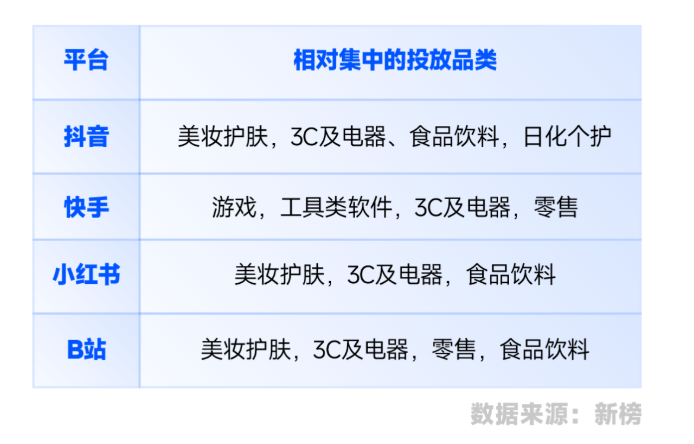 平台 相对集中的投放品类
抖音 美妆护肤，3C及电器、食品饮料，日化个护
快手 游戏，工具类软件，3C及电器，零售
小红书 美妆护肤，3C及电器，食品饮料
B站 美妆护肤，3C及电器，零售，食品饮料
数据来源：新榜